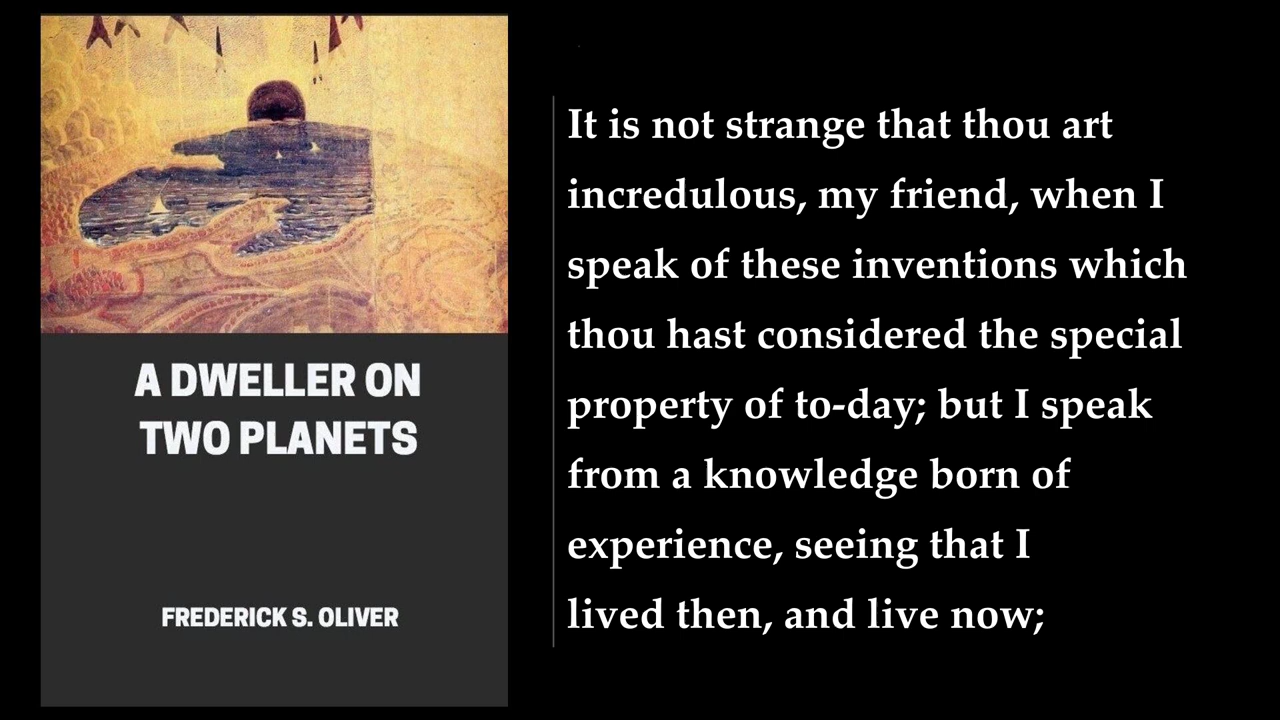 A DWELLER ON
TWO PLANETS
FREDERICK S. OLIVER
It is not strange that thou art
incredulous, my friend, when I
speak of these inventions which
thou hast considered the special
property of to-day; but I speak
from a knowledge born of
experience, seeing that I
lived then, and live now;